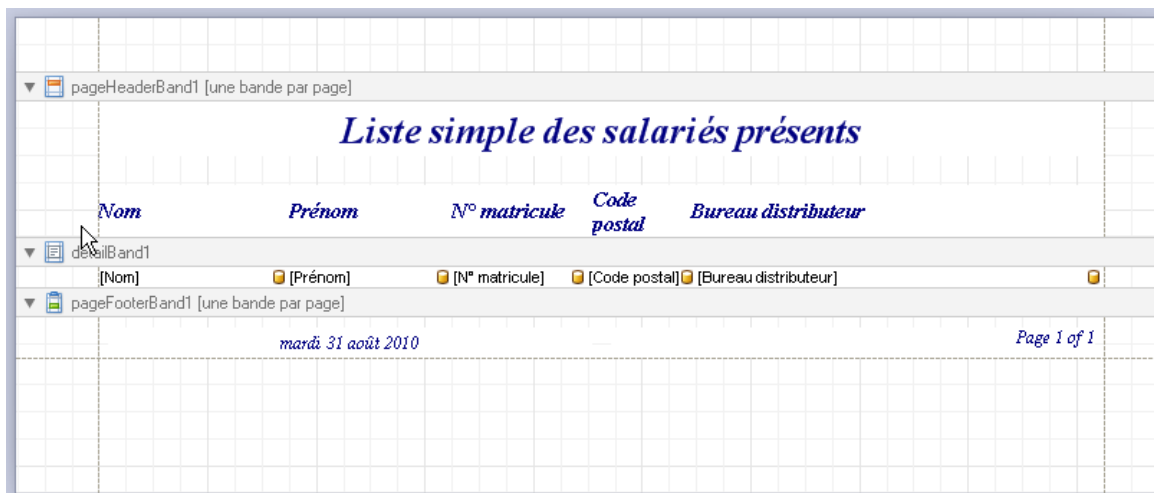 pageHeaderBand1 [une bande par page]
Liste simple des salariés présents
Nom Prénom N° matricule Code postal Bureau distributeur
detailBand1
[Nom] [Prénom] [N° matricule] [Code postal] [Bureau distributeur]
pageFooterBand1 [une bande par page]
mardi 31 août 2010 Page 1 of 1